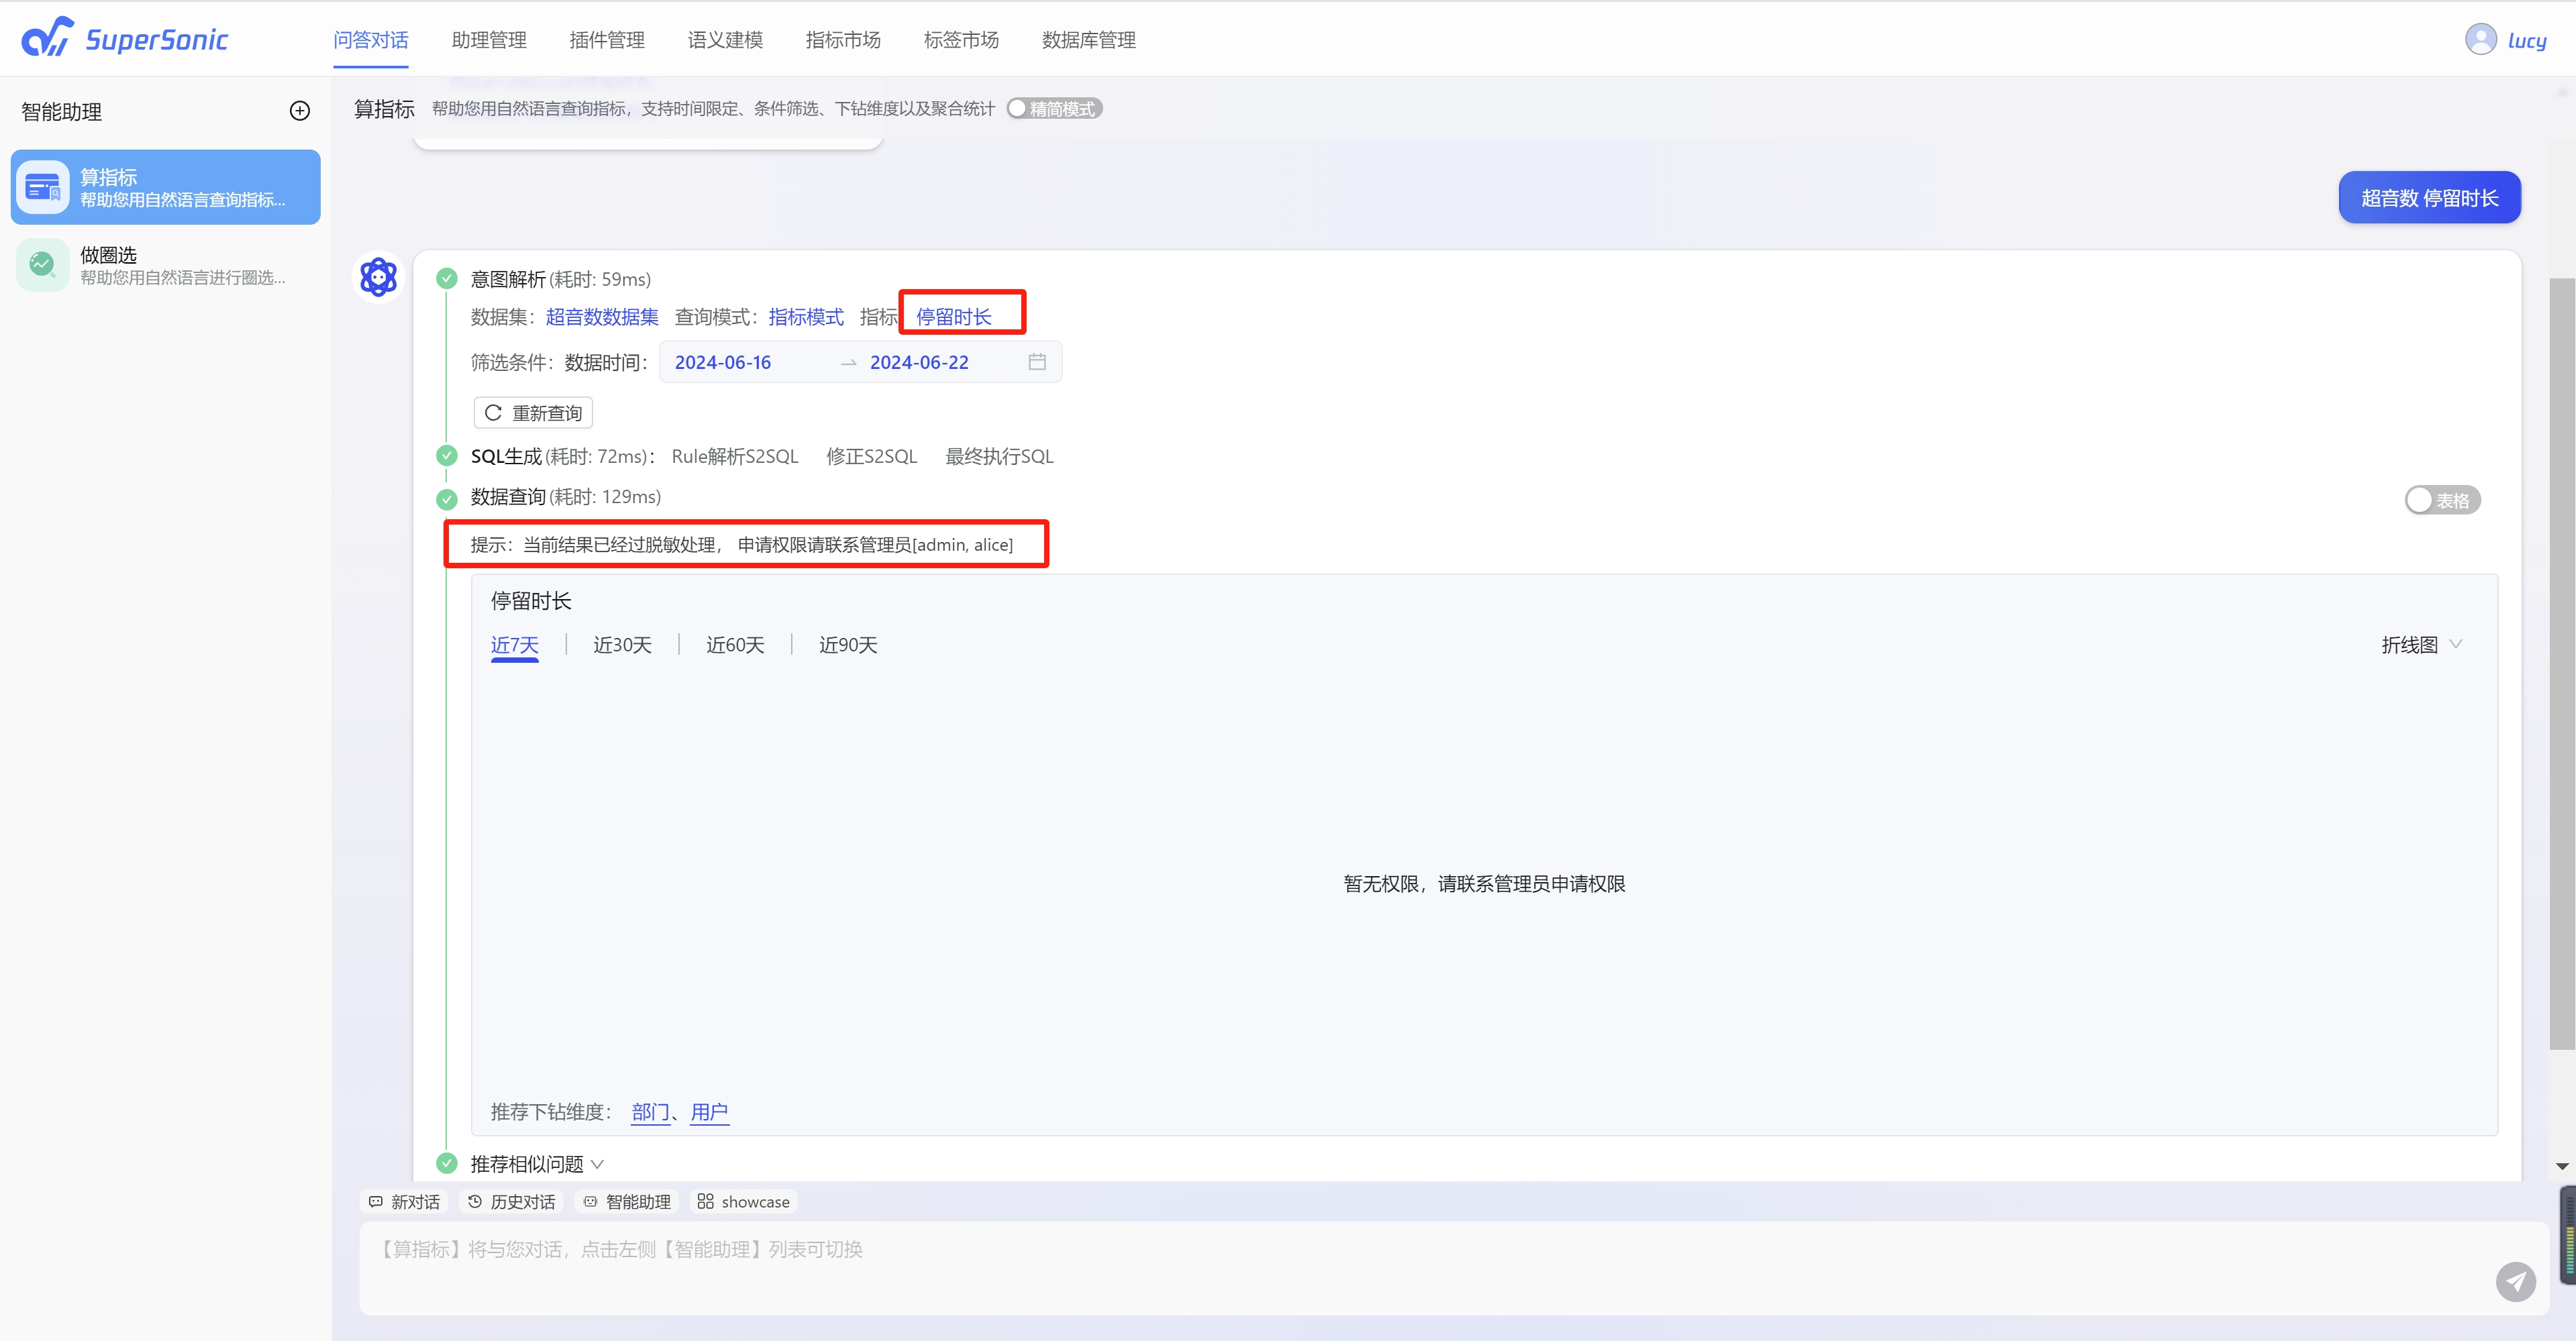 SuperSonic
问答对话 助理管理 插件管理 语义建模 指标市场 标签市场 数据库管理
lucy
智能助理
算指标
帮助您用自然语言查询指标...
做圈选
帮助您用自然语言进行圈选...
算指标 帮助您用自然语言查询指标，支持时间限定、条件筛选、下钻维度以及聚合统计 精简模式
超音数 停留时长
意图解析(耗时: 59ms)
数据集：超音数数据集 查询模式：指标模式 指标 停留时长
筛选条件：数据时间： 2024-06-16 → 2024-06-22
重新查询
SQL生成(耗时: 72ms)： Rule解析S2SQL 修正S2SQL 最终执行SQL
数据查询(耗时: 129ms)
表格
提示：当前结果已经过脱敏处理， 申请权限请联系管理员[admin, alice]
停留时长
近7天 近30天 近60天 近90天
折线图
暂无权限，请联系管理员申请权限
推荐下钻维度： 部门、用户
推荐相似问题
新对话 历史对话 智能助理 showcase
【算指标】将与您对话，点击左侧【智能助理】列表可切换